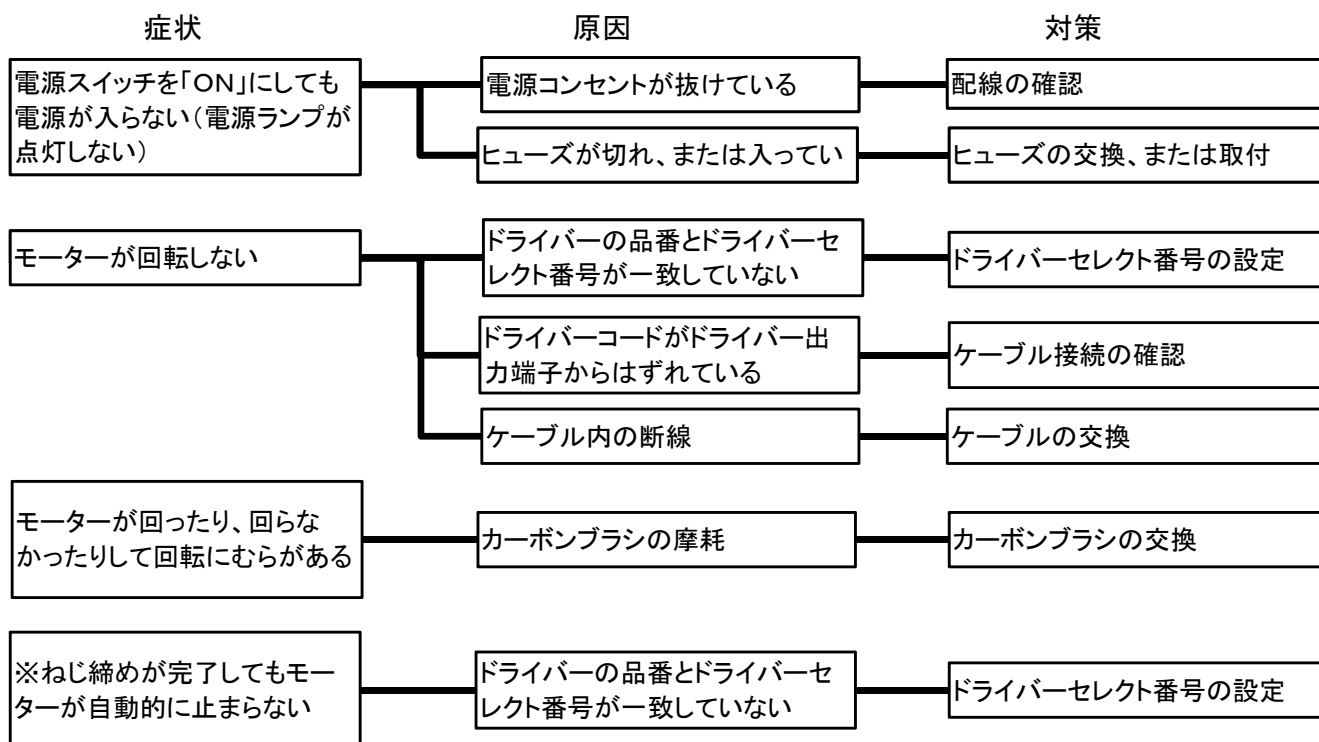 症状 原因 対策
電源スイッチを「ON」にしても
電源が入らない（電源ランプが
点灯しない）
電源コンセントが抜けている
配線の確認
ヒューズが切れ、または入ってい
ヒューズの交換、または取付
モーターが回転しない
ドライバーの品番とドライバーセ
レクト番号が一致していない
ドライバーセレクト番号の設定
ドライバーコードがドライバー出
力端子からはずれている
ケーブル接続の確認
ケーブル内の断線
ケーブルの交換
モーターが回ったり、回らな
かったりして回転にむらがある
カーボンブラシの摩耗
カーボンブラシの交換
※ねじ締めが完了してもモー
ターが自動的に止まらない
ドライバーの品番とドライバーセ
レクト番号が一致していない
ドライバーセレクト番号の設定